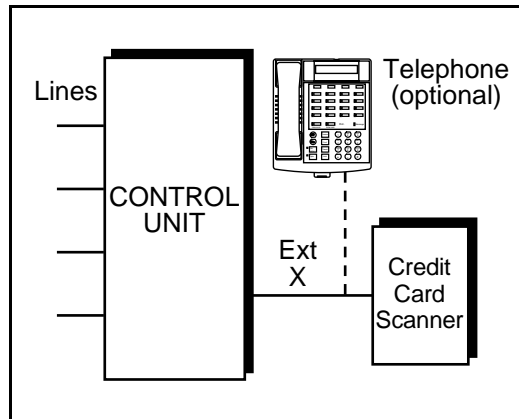 Lines
CONTROL
UNIT
Telephone
(optional)
Ext
X
Credit
Card
Scanner